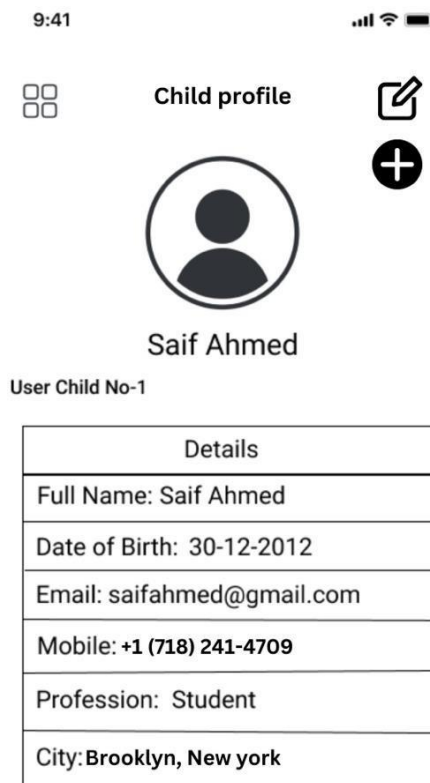 9:41
Child profile
Saif Ahmed
User Child No-1
Details
Full Name: Saif Ahmed
Date of Birth: 30-12-2012
Email: saifahmed@gmail.com
Mobile: +1 (718) 241-4709
Profession: Student
City: Brooklyn, New york